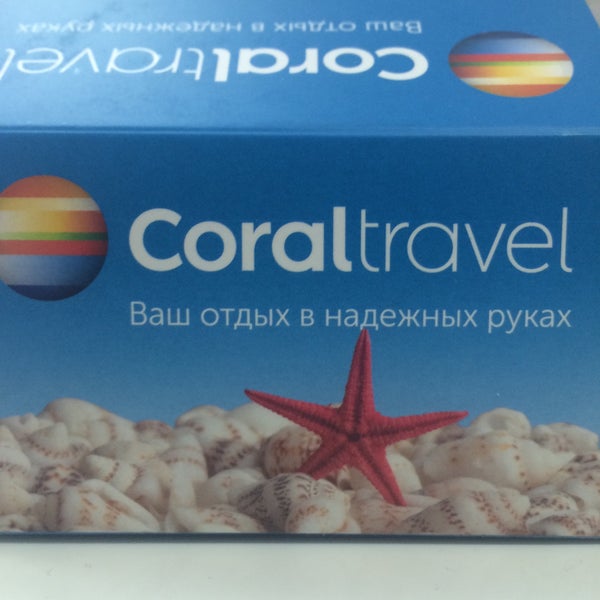 Ваш отдых в надежных руках
Coraltravel
Coraltravel
Ваш отдых в надежных руках